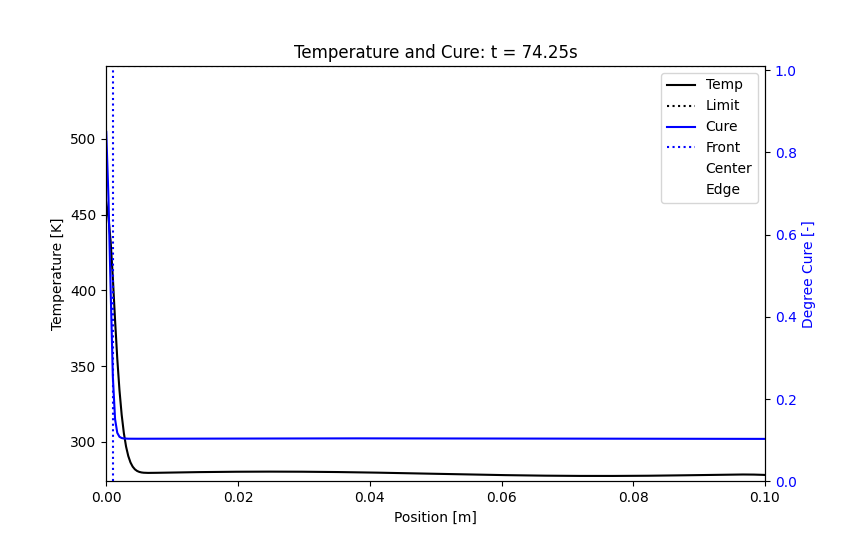 Temperature and Cure: t = 74.25s
Temp
Limit
Cure
Front
Center
Edge
Temperature [K]
500
450
400
350
300
1.0
0.8
0.6
0.4
0.2
0.0
Degree Cure [-]
0.00 0.02 0.04 0.06 0.08 0.10
Position [m]